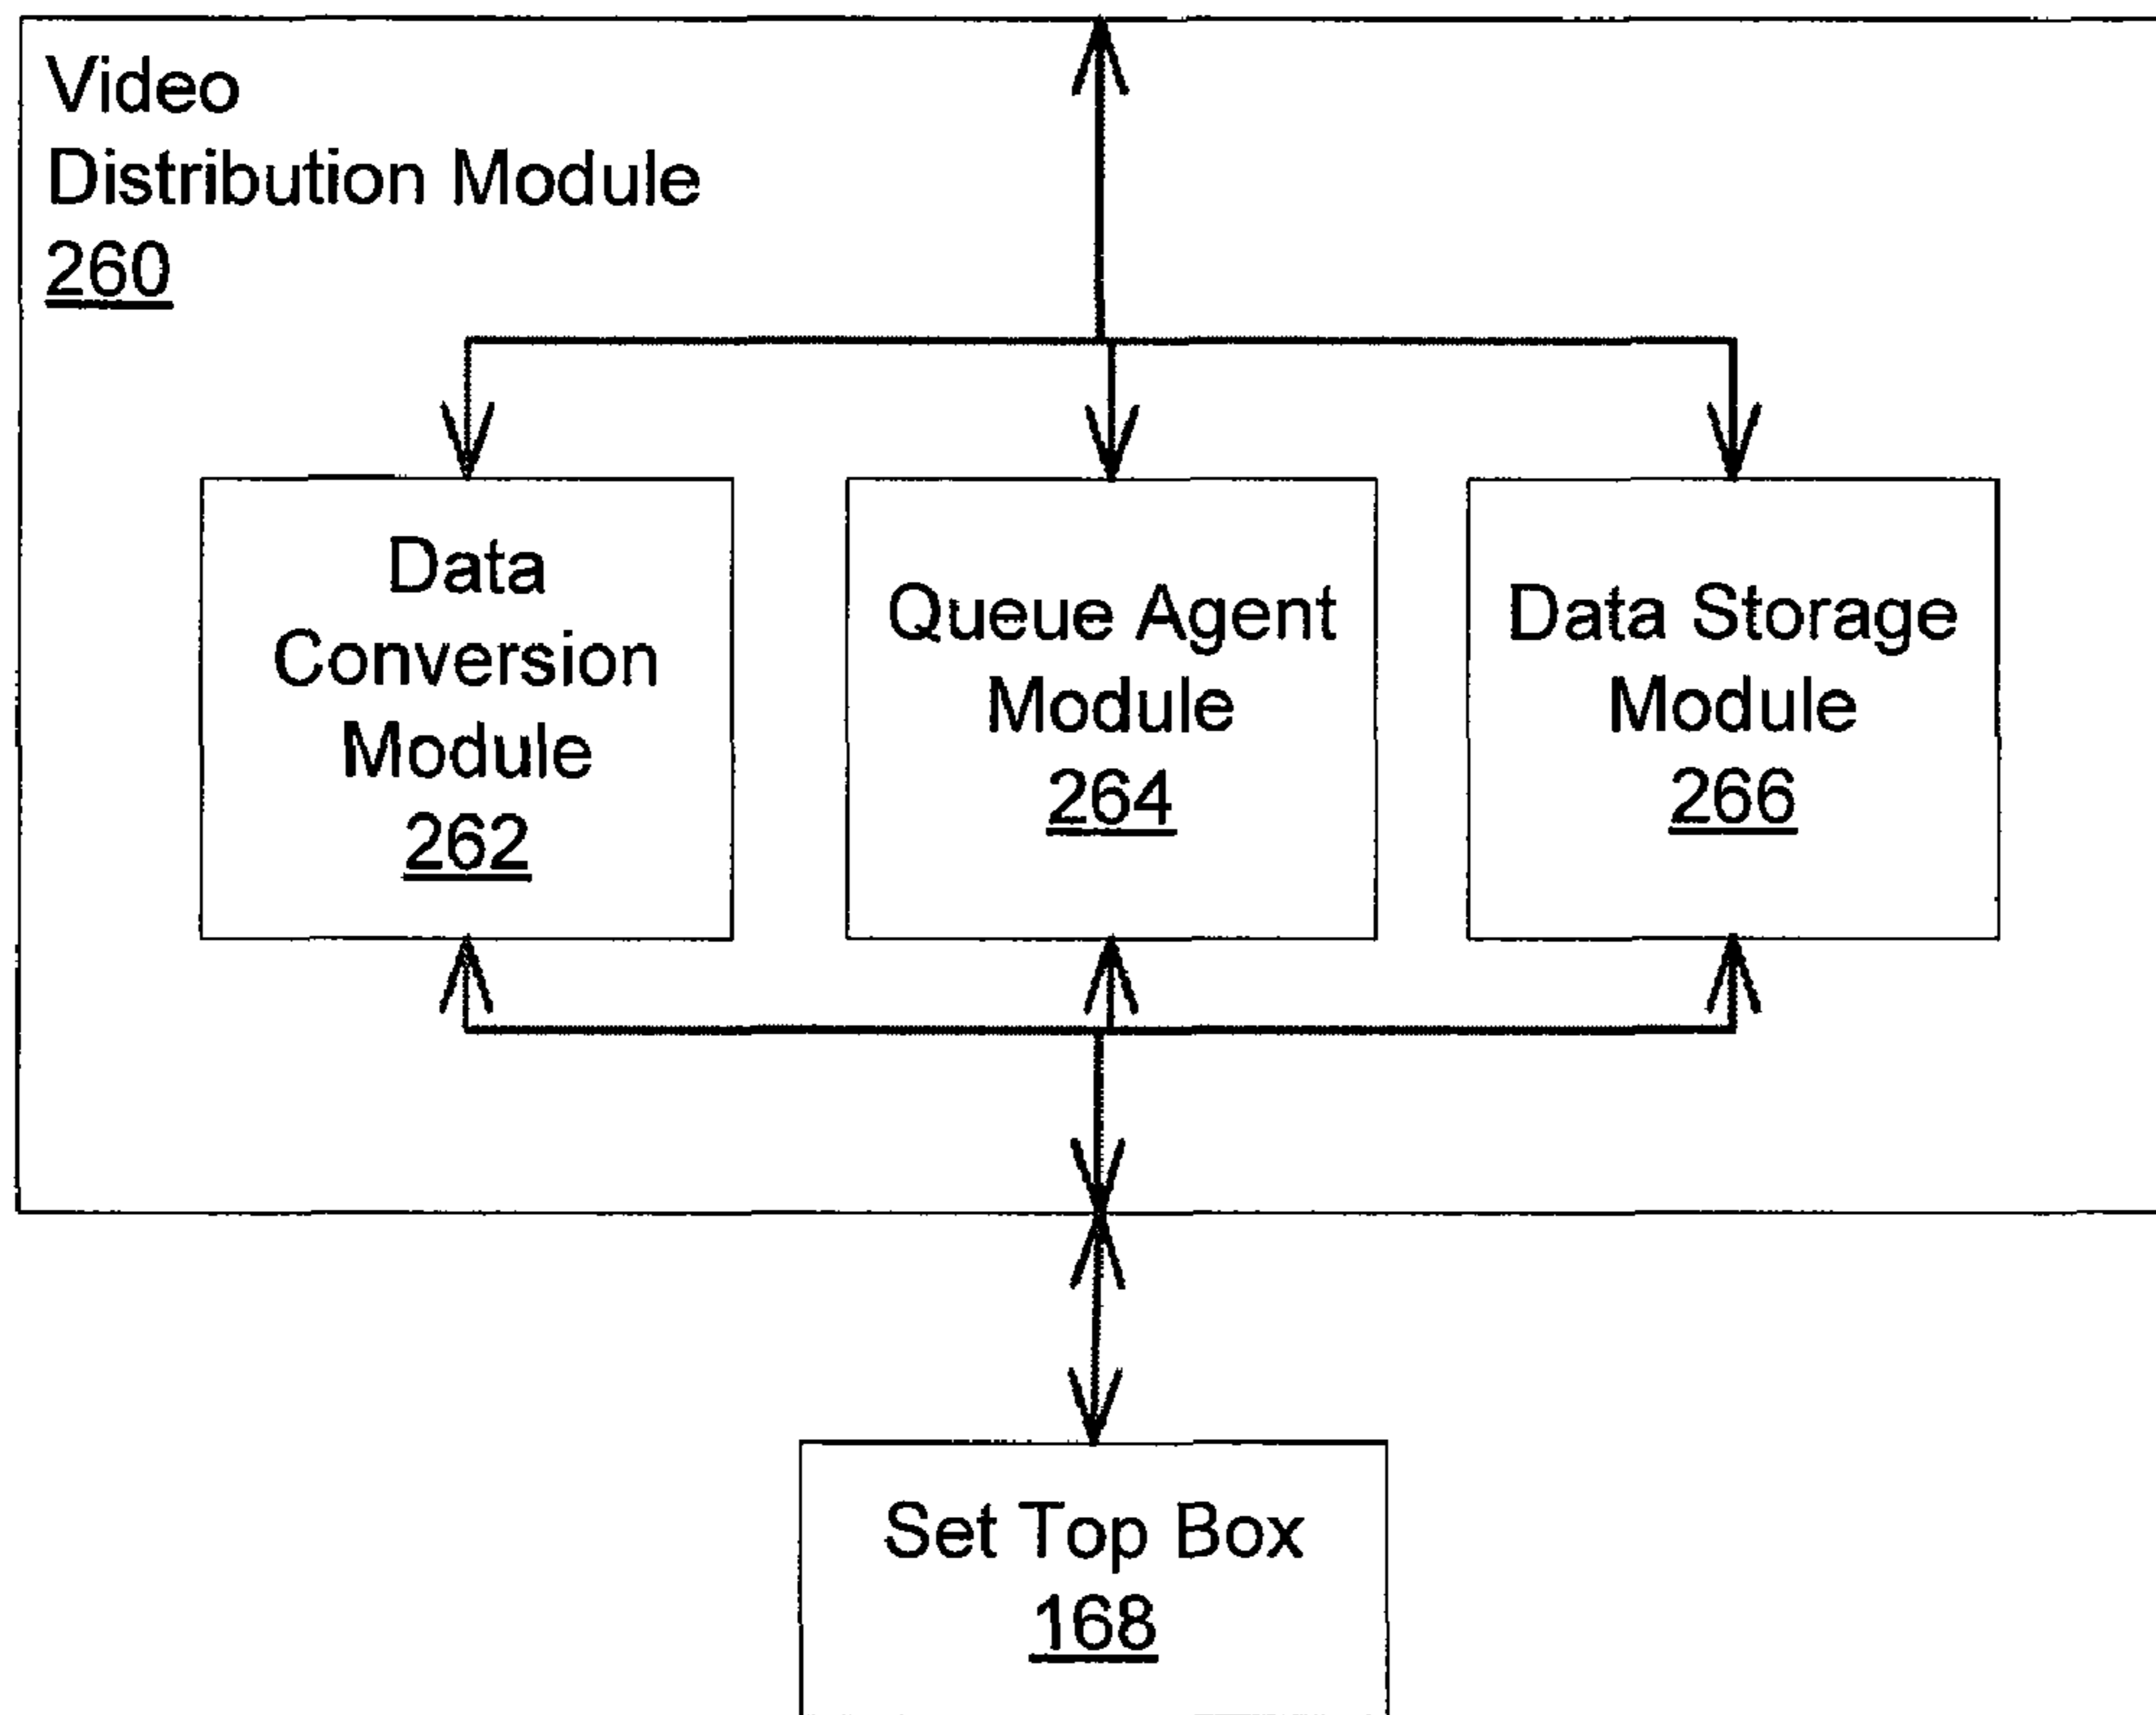 Video
Distribution Module
260
Data
Conversion
Module
262
Queue Agent
Module
264
Data Storage
Module
266
Set Top Box
168